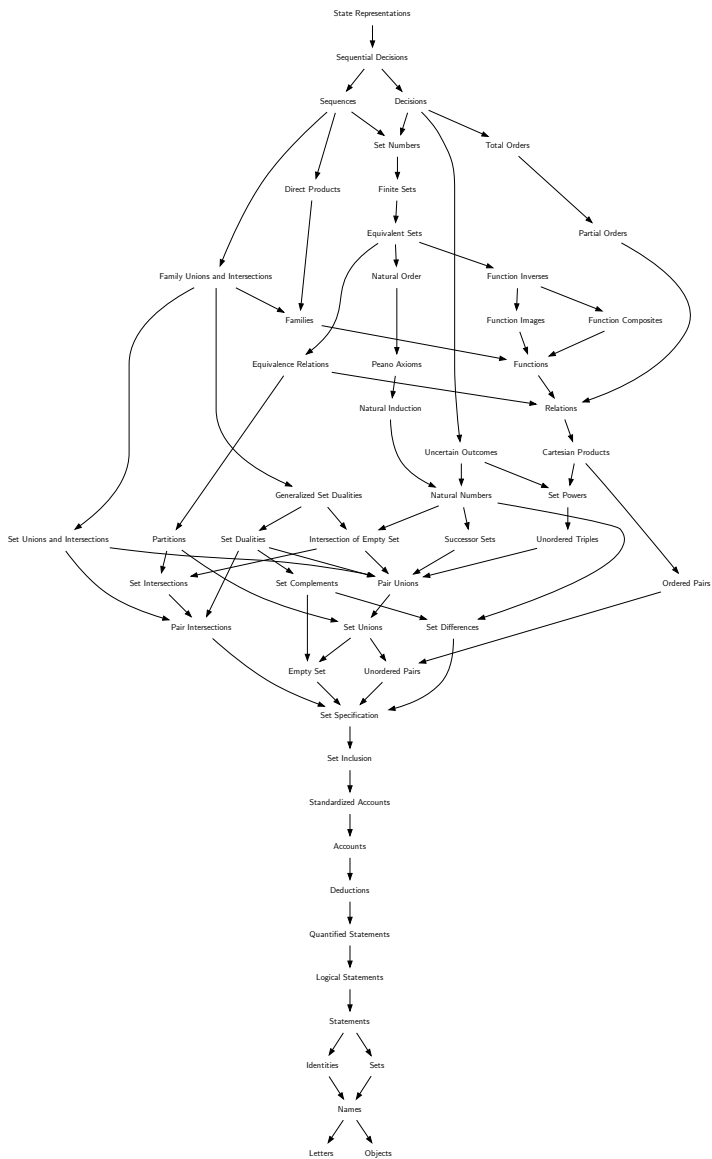 State Representations
Sequential Decisions
Sequences
Decisions
Set Numbers
Total Orders
Direct Products
Finite Sets
Equivalent Sets
Partial Orders
Family Unions and Intersections
Natural Order
Function Inverses
Families
Function Images
Function Composites
Equivalence Relations
Peano Axioms
Functions
Natural Induction
Relations
Uncertain Outcomes
Cartesian Products
Generalized Set Dualities
Natural Numbers
Set Powers
Set Unions and Intersections
Partitions
Set Dualities
Intersection of Empty Set
Successor Sets
Unordered Triples
Set Intersections
Set Complements
Pair Unions
Ordered Pairs
Pair Intersections
Set Unions
Set Differences
Empty Set
Unordered Pairs
Set Specification
Set Inclusion
Standardized Accounts
Accounts
Deductions
Quantified Statements
Logical Statements
Statements
Identities
Sets
Names
Letters
Objects